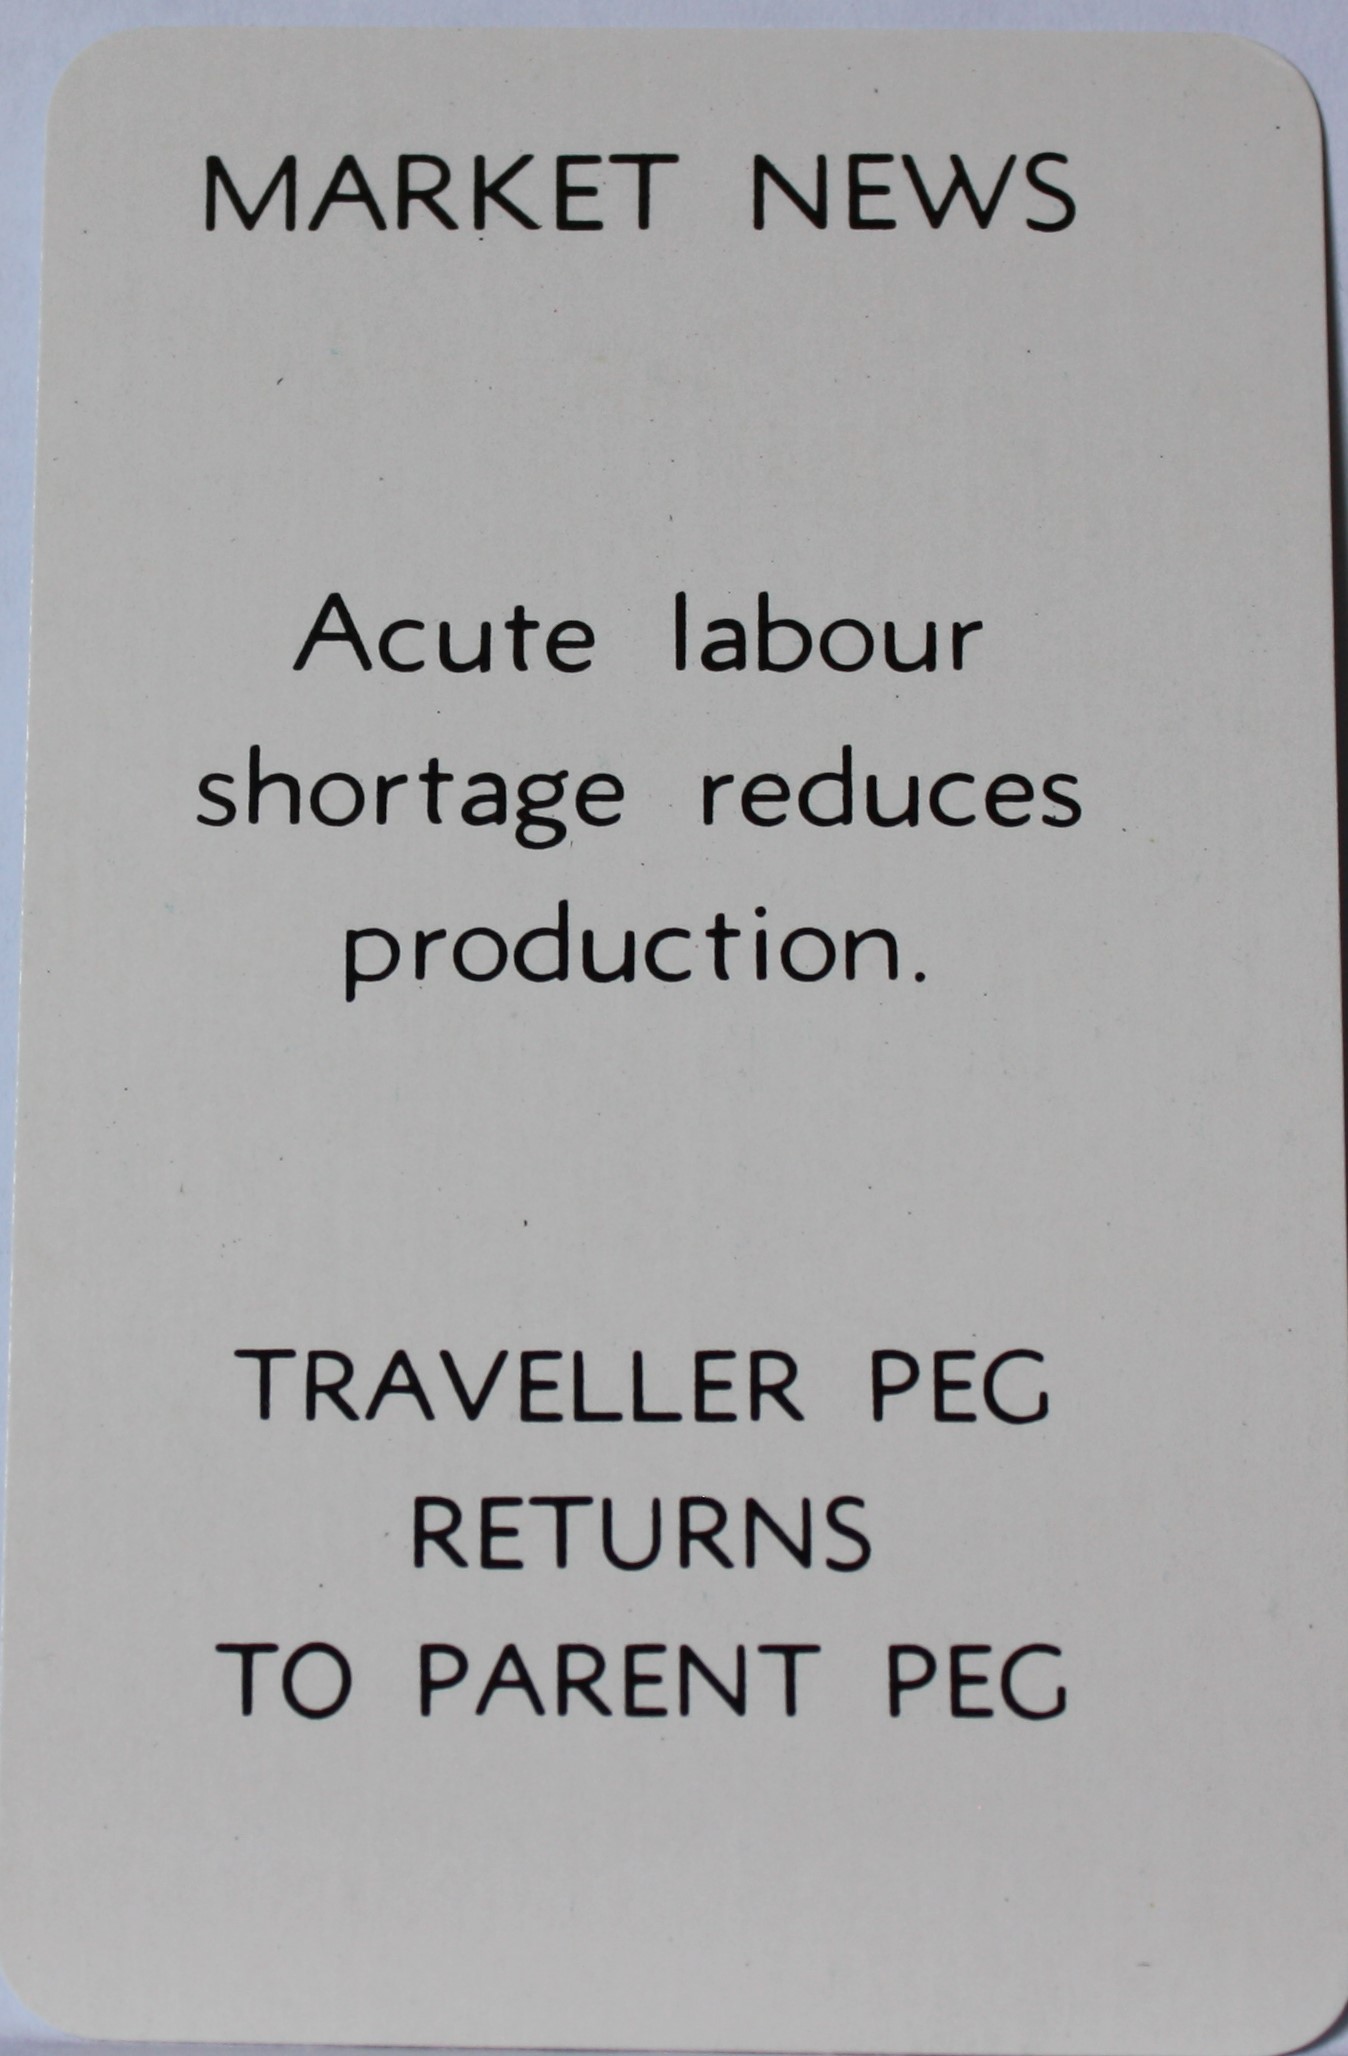 MARKET NEWS
Acute labour
shortage reduces
production.
TRAVELLER PEG
RETURNS
TO PARENT PEG